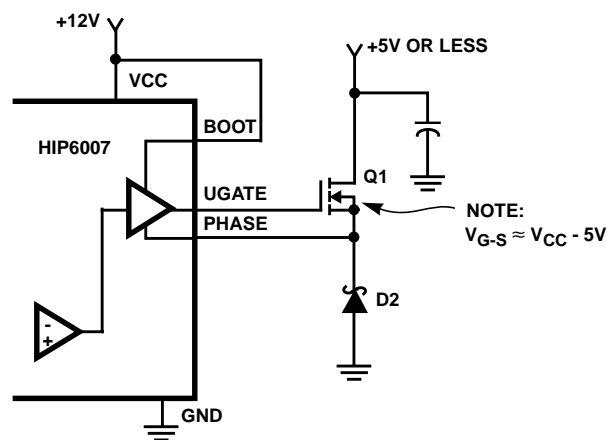 +12V
+5V OR LESS
VCC
BOOT
HIP6007
Q1
UGATE
NOTE:
PHASE
VG-S ≈ VCC - 5V
D2
-
+
GND